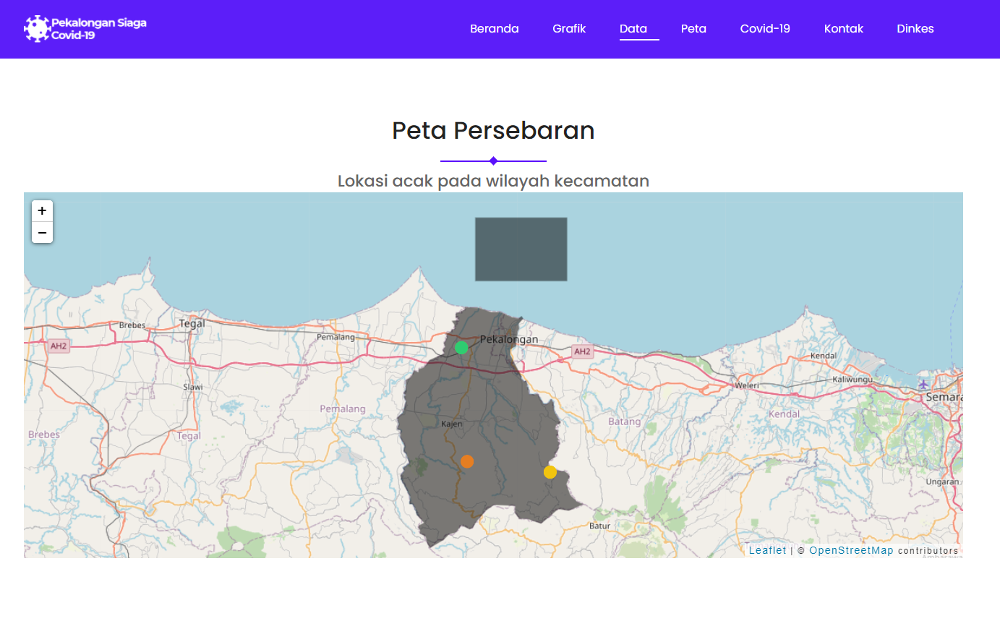 Pekalongan Siaga
Covid-19
Beranda Grafik Data Peta Covid-19 Kontak Dinkes
Peta Persebaran
Lokasi acak pada wilayah kecamatan
+
−
Brebes
Tegal
Pemalang
Pekalongan
AH2
AH2
Kendal
Kaliwungu
Weleri
Slawi
Semara
Pemalang
Kendal
Batang
Kajen
Brebes
Tegal
Ungaran
Batur
Leaflet | © OpenStreetMap contributors